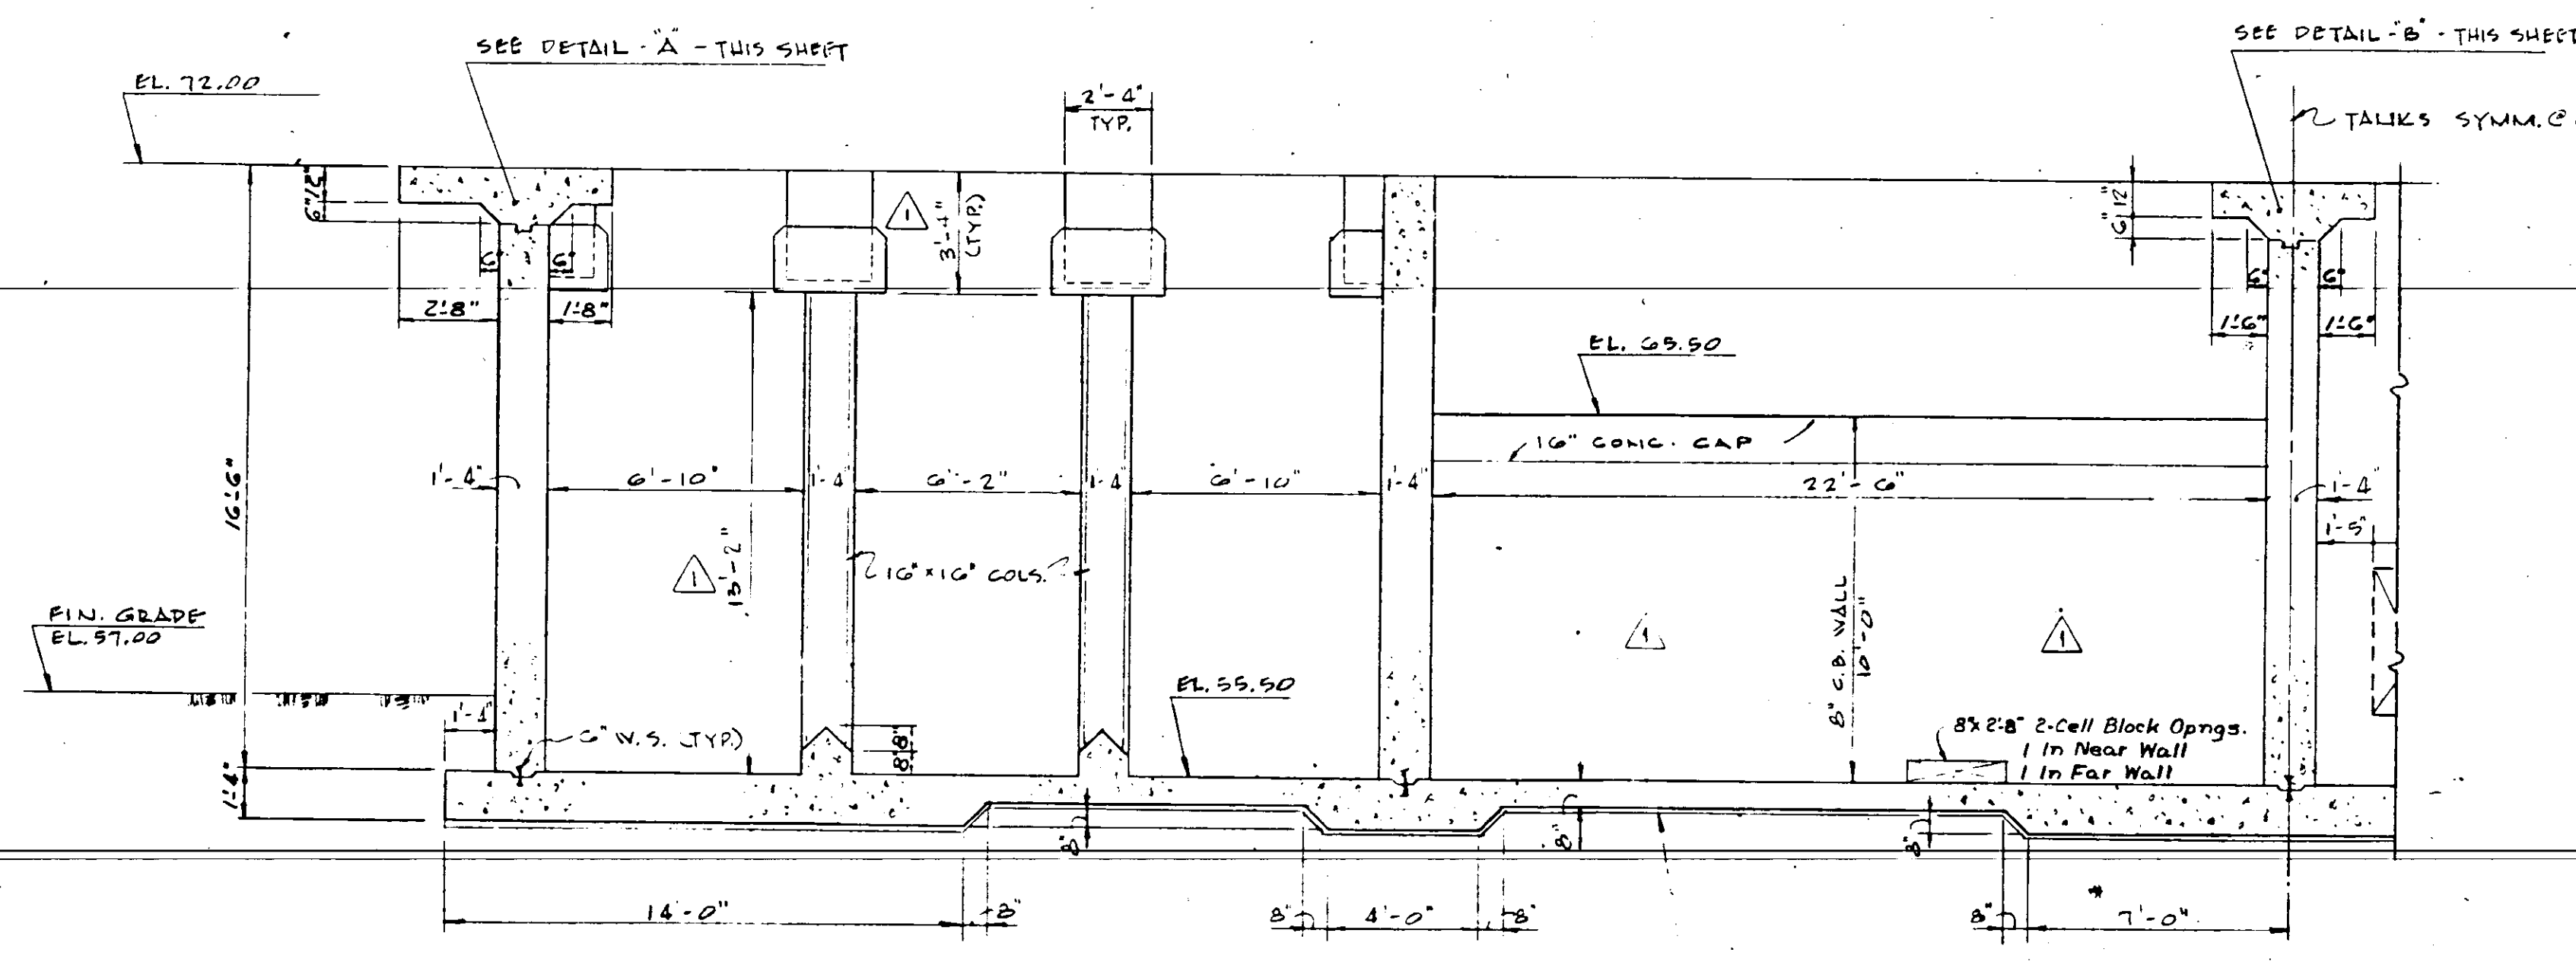 SEE DETAIL - "A" - THIS SHEET
SEE DETAIL - "B" - THIS SHEET
EL. 72.00
2'-4"
TYP.
TANKS SYMM. @
12"
6"
1
3'-4"
(TYP.)
12"
6"
6"
6"
2'-8"
1'-8"
6"
6"
1'-6"
1'-6"
EL. 65.50
16" CONC. CAP
16'-6"
1'-4"
6'-10"
1'-4"
6'-2"
1'-4"
6'-10"
1'-4"
22'-6"
1'-4"
1'-5"
1
13'-2"
16" x 16" COLS.
8" C.B. WALL
10'-0"
1
1
FIN. GRADE
EL. 57.00
EL. 55.50
1'-4"
6" W.S. (TYP.)
8"
8"
8"x 2'-8" 2-Cell Block Opngs.
1 In Near Wall
1 In Far Wall
1'-4"
8"
8"
8"
14'-0"
8"
8"
4'-0"
8"
8"
*
7'-0"